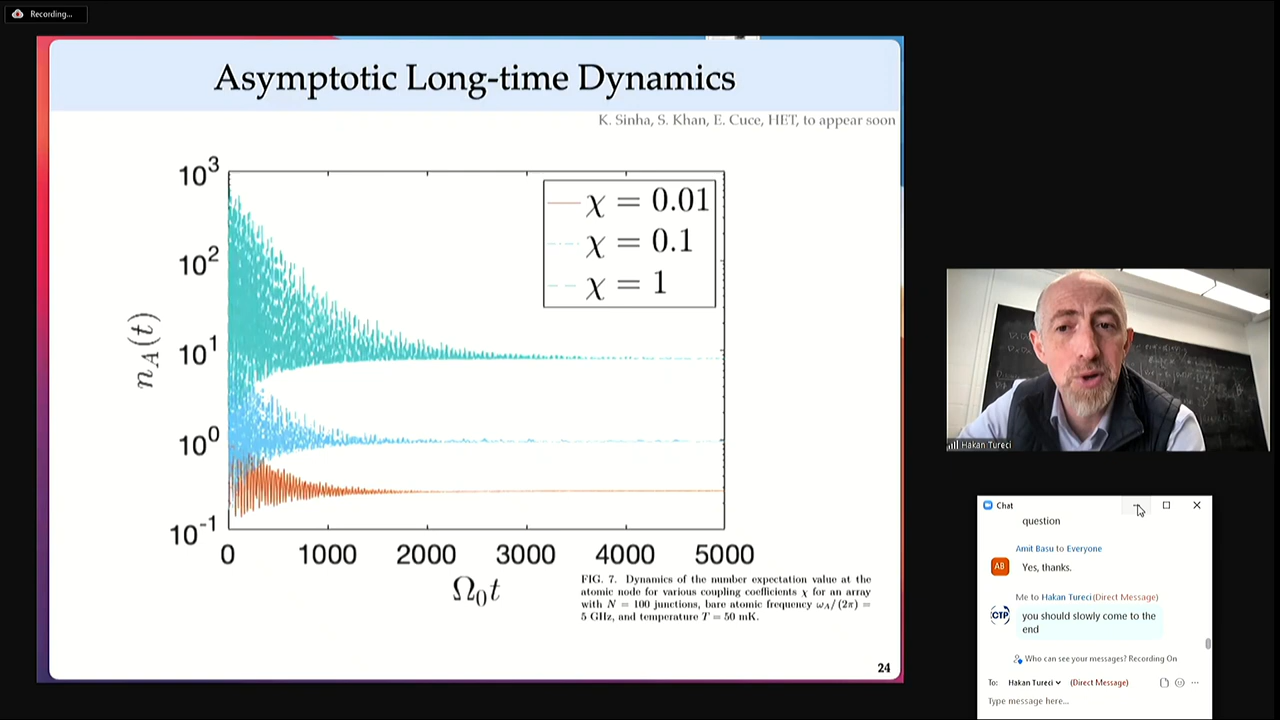 Recording...
Asymptotic Long-time Dynamics
K. Sinha, S. Khan, E. Cuce, HET, to appear soon
10^3
10^2
10^1
10^0
10^-1
n_A(t)
χ = 0.01
χ = 0.1
χ = 1
0 1000 2000 3000 4000 5000
Ω_0t
FIG. 7. Dynamics of the number expectation value at the
atomic node for various coupling coefficients χ for an array
with N = 100 junctions, bare atomic frequency ω_A/(2π) =
5 GHz, and temperature T = 50 mK.
24
Hakan Tureci
Chat
question
Amit Basu to Everyone
AB
Yes, thanks.
Me to Hakan Tureci(Direct Message)
CTP
you should slowly come to the
end
Who can see your messages? Recording On
To: Hakan Tureci (Direct Message)
Type message here...